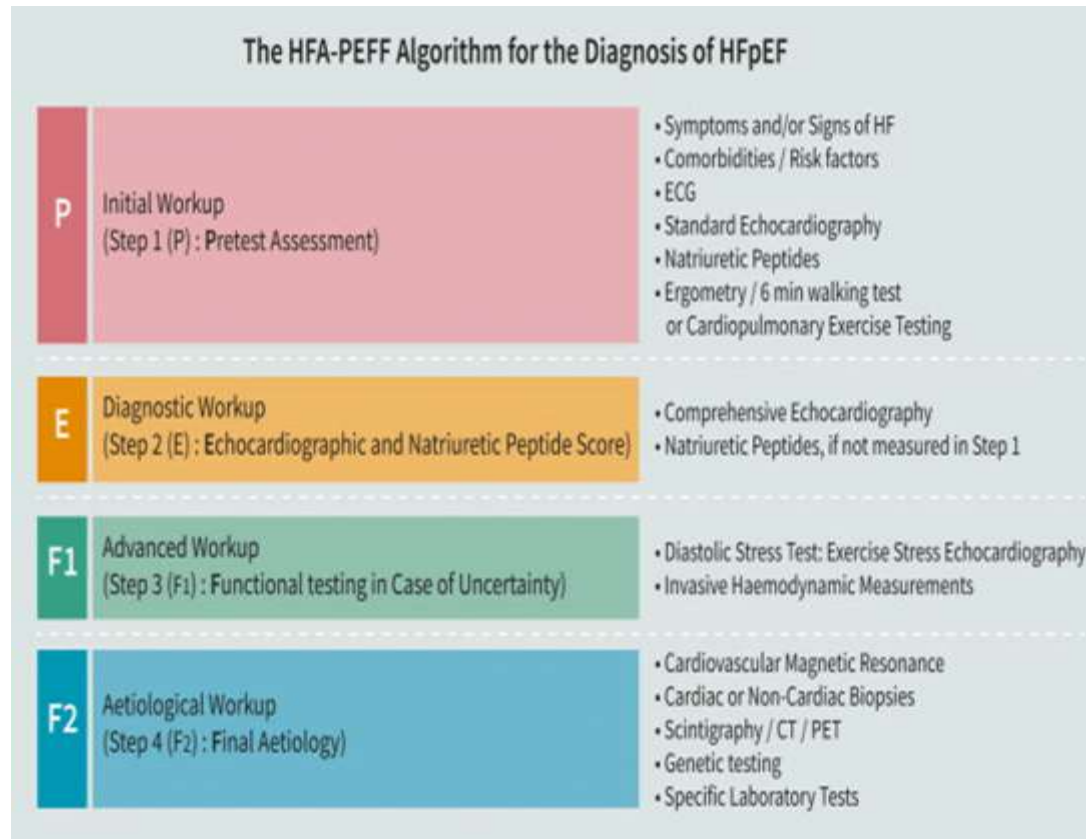 The HFA-PEFF Algorithm for the Diagnosis of HFpEF
P
Initial Workup
(Step 1 (P) : Pretest Assessment)
• Symptoms and/or Signs of HF
• Comorbidities / Risk factors
• ECG
• Standard Echocardiography
• Natriuretic Peptides
• Ergometry / 6 min walking test
or Cardiopulmonary Exercise Testing
E
Diagnostic Workup
(Step 2 (E) : Echocardiographic and Natriuretic Peptide Score)
• Comprehensive Echocardiography
• Natriuretic Peptides, if not measured in Step 1
F1
Advanced Workup
(Step 3 (F1) : Functional testing in Case of Uncertainty)
• Diastolic Stress Test: Exercise Stress Echocardiography
• Invasive Haemodynamic Measurements
F2
Aetiological Workup
(Step 4 (F2) : Final Aetiology)
• Cardiovascular Magnetic Resonance
• Cardiac or Non-Cardiac Biopsies
• Scintigraphy / CT / PET
• Genetic testing
• Specific Laboratory Tests